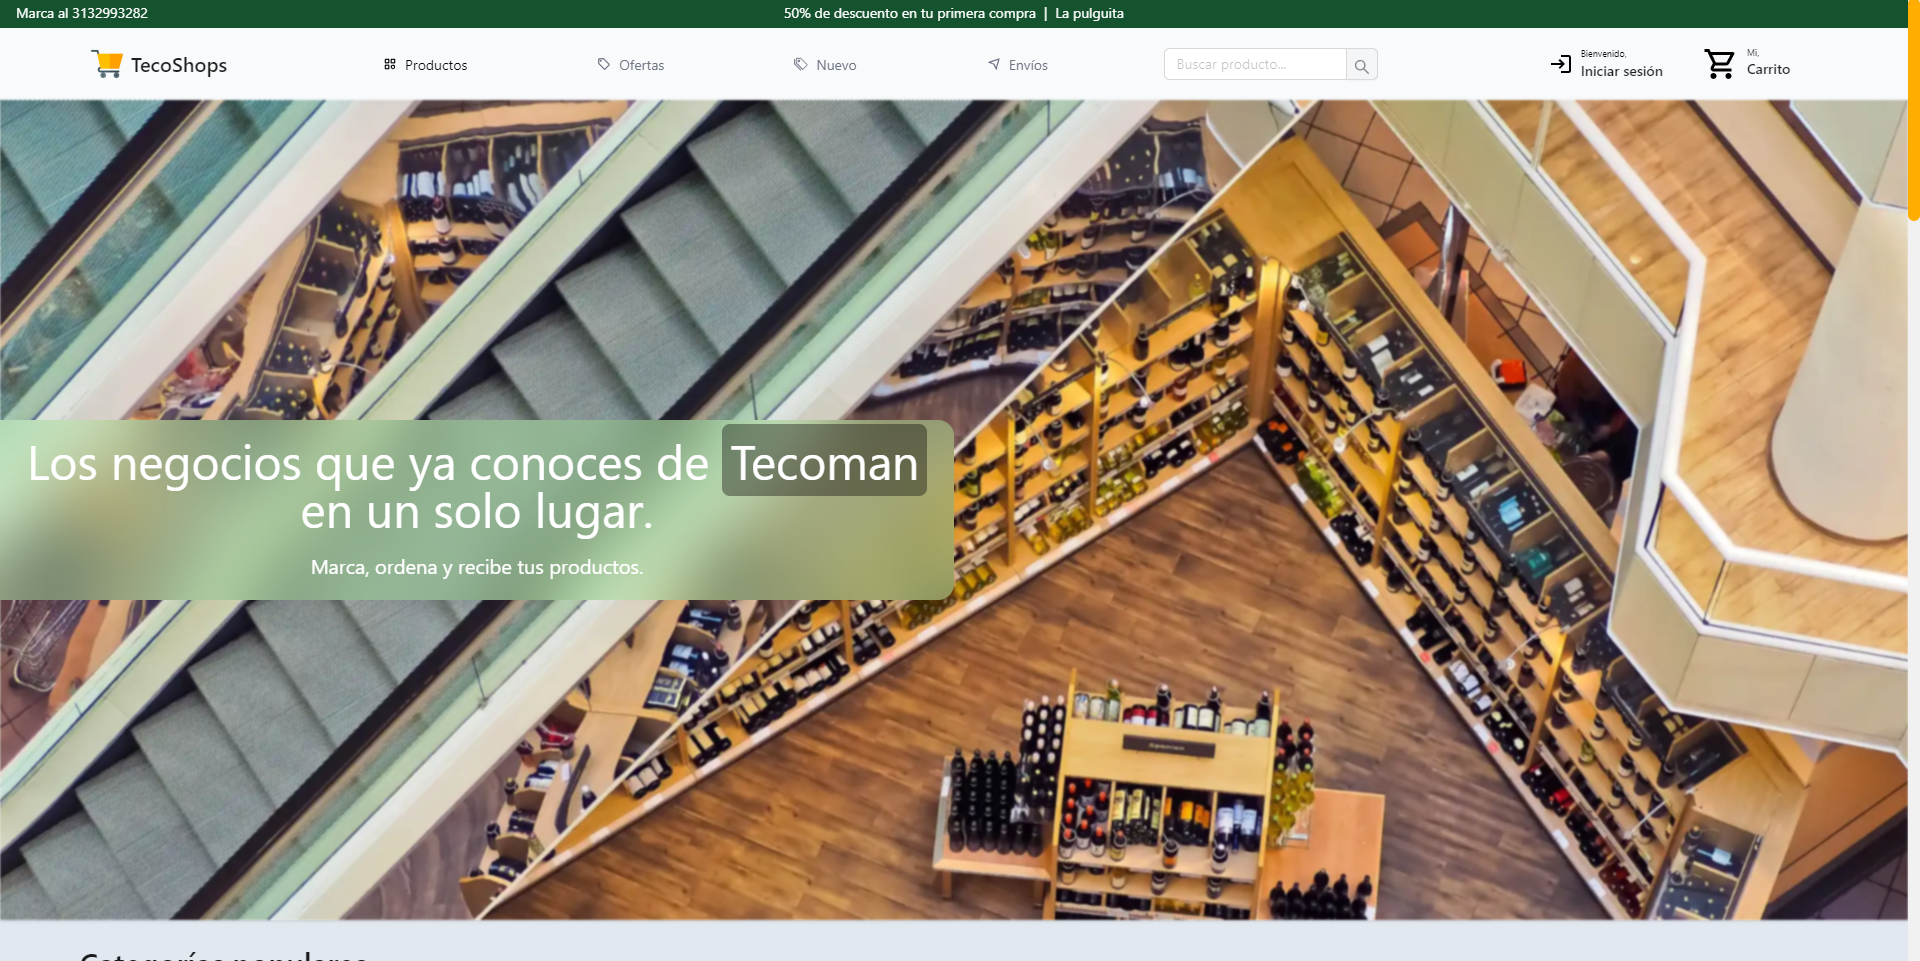 Marca al 3132993282
50% de descuento en tu primera compra | La pulguita
TecoShops
Productos
Ofertas
Nuevo
Envíos
Buscar producto...
Bienvenido,
Iniciar sesión
Mi,
Carrito
Los negocios que ya conoces de Tecoman
en un solo lugar.
Marca, ordena y recibe tus productos.
Categorías populares